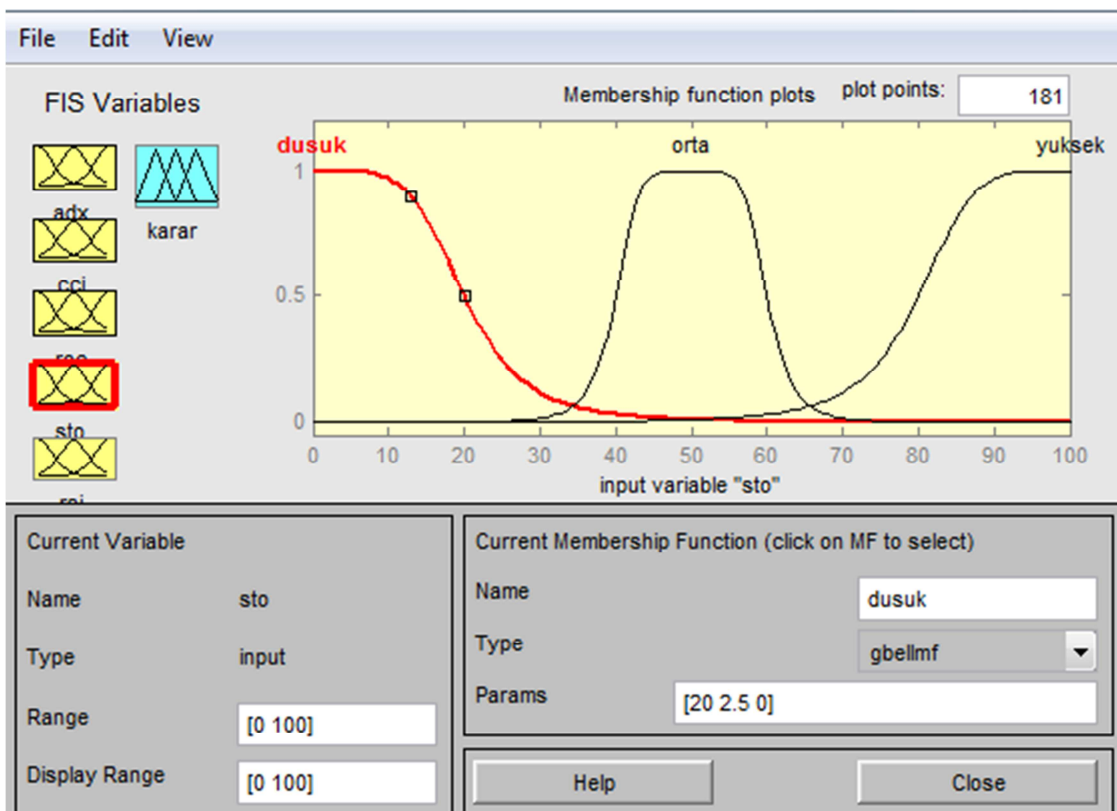 File Edit View
FIS Variables
Membership function plots plot points: 181
dusuk orta yuksek
1
0.5
0
0 10 20 30 40 50 60 70 80 90 100
input variable "sto"
adx
karar
cci
sto
Current Variable
Name sto
Type input
Range [0 100]
Display Range [0 100]
Current Membership Function (click on MF to select)
Name dusuk
Type gbellmf
Params [20 2.5 0]
Help Close